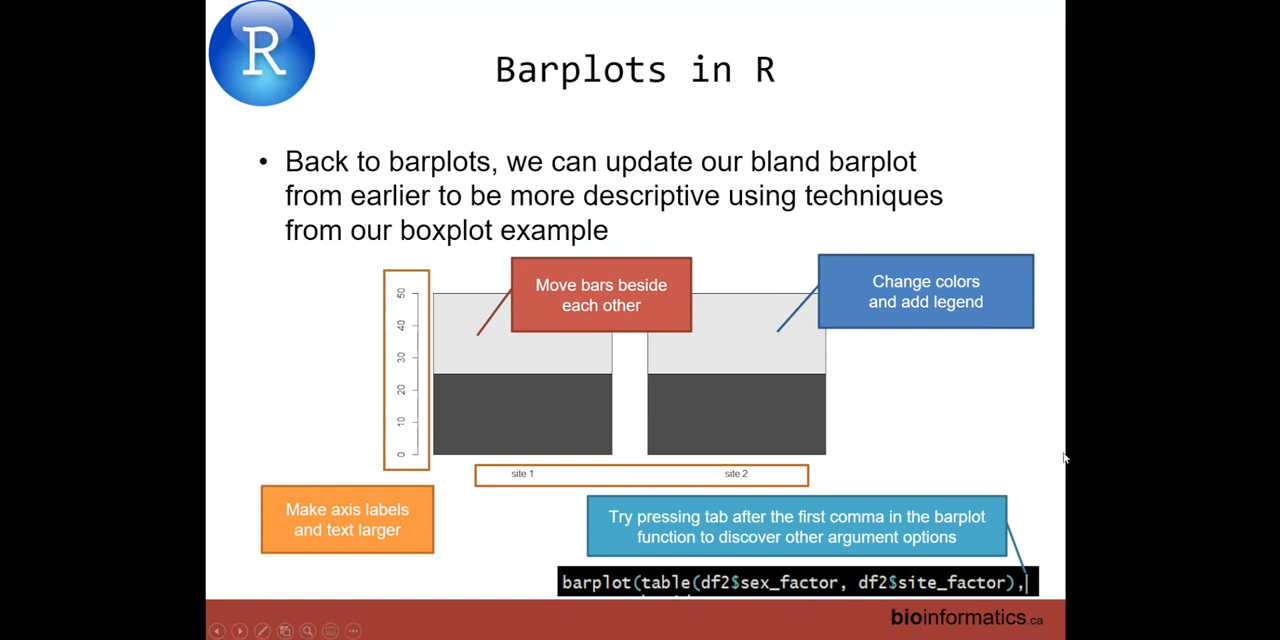 R
Barplots in R
• Back to barplots, we can update our bland barplot
from earlier to be more descriptive using techniques
from our boxplot example
Move bars beside
each other
Change colors
and add legend
50
40
30
20
10
0
site 1
site 2
Make axis labels
and text larger
Try pressing tab after the first comma in the barplot
function to discover other argument options
barplot(table(df2$sex_factor, df2$site_factor),
bioinformatics.ca